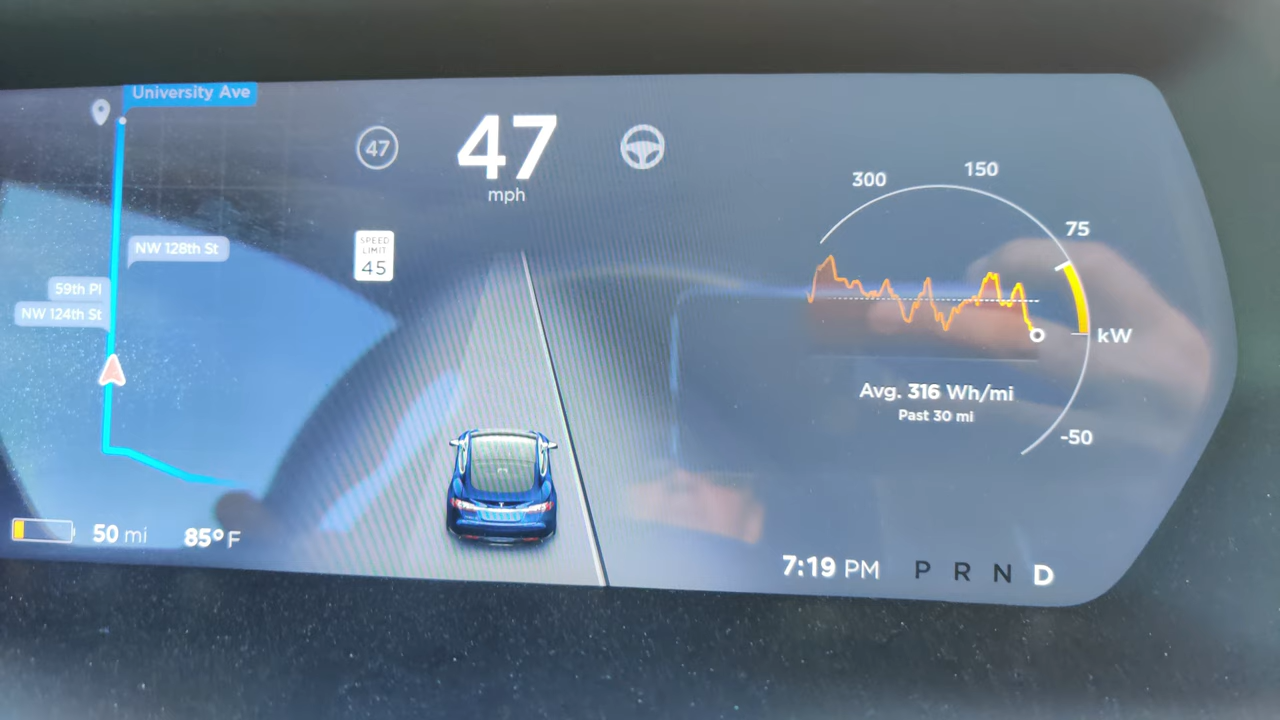 University Ave
NW 128th St
59th Pl
NW 124th St
50 mi
85°F
47
47
mph
SPEED
LIMIT
45
300
150
75
kW
-50
Avg. 316 Wh/mi
Past 30 mi
7:19 PM
P R N D